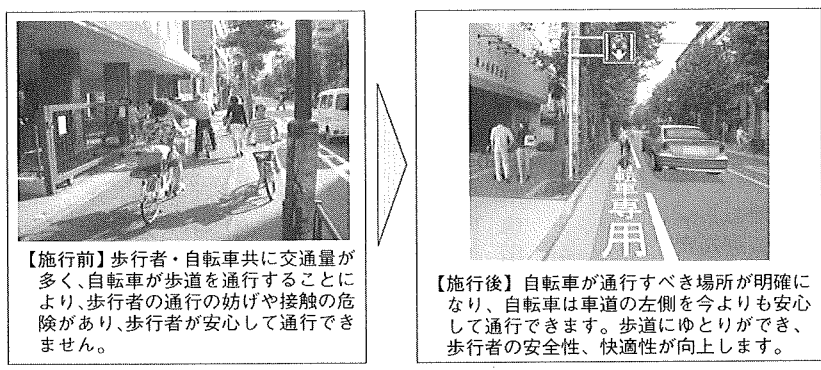 【施行前】歩行者・自転車共に交通量が
多く、自転車が歩道を通行することに
より、歩行者の通行の妨げや接触の危
険があり、歩行者が安心して通行でき
ません。
軽車専用
【施行後】自転車が通行すべき場所が明確に
なり、自転車は車道の左側を今よりも安心
して通行できます。歩道にゆとりができ、
歩行者の安全性、快適性が向上します。